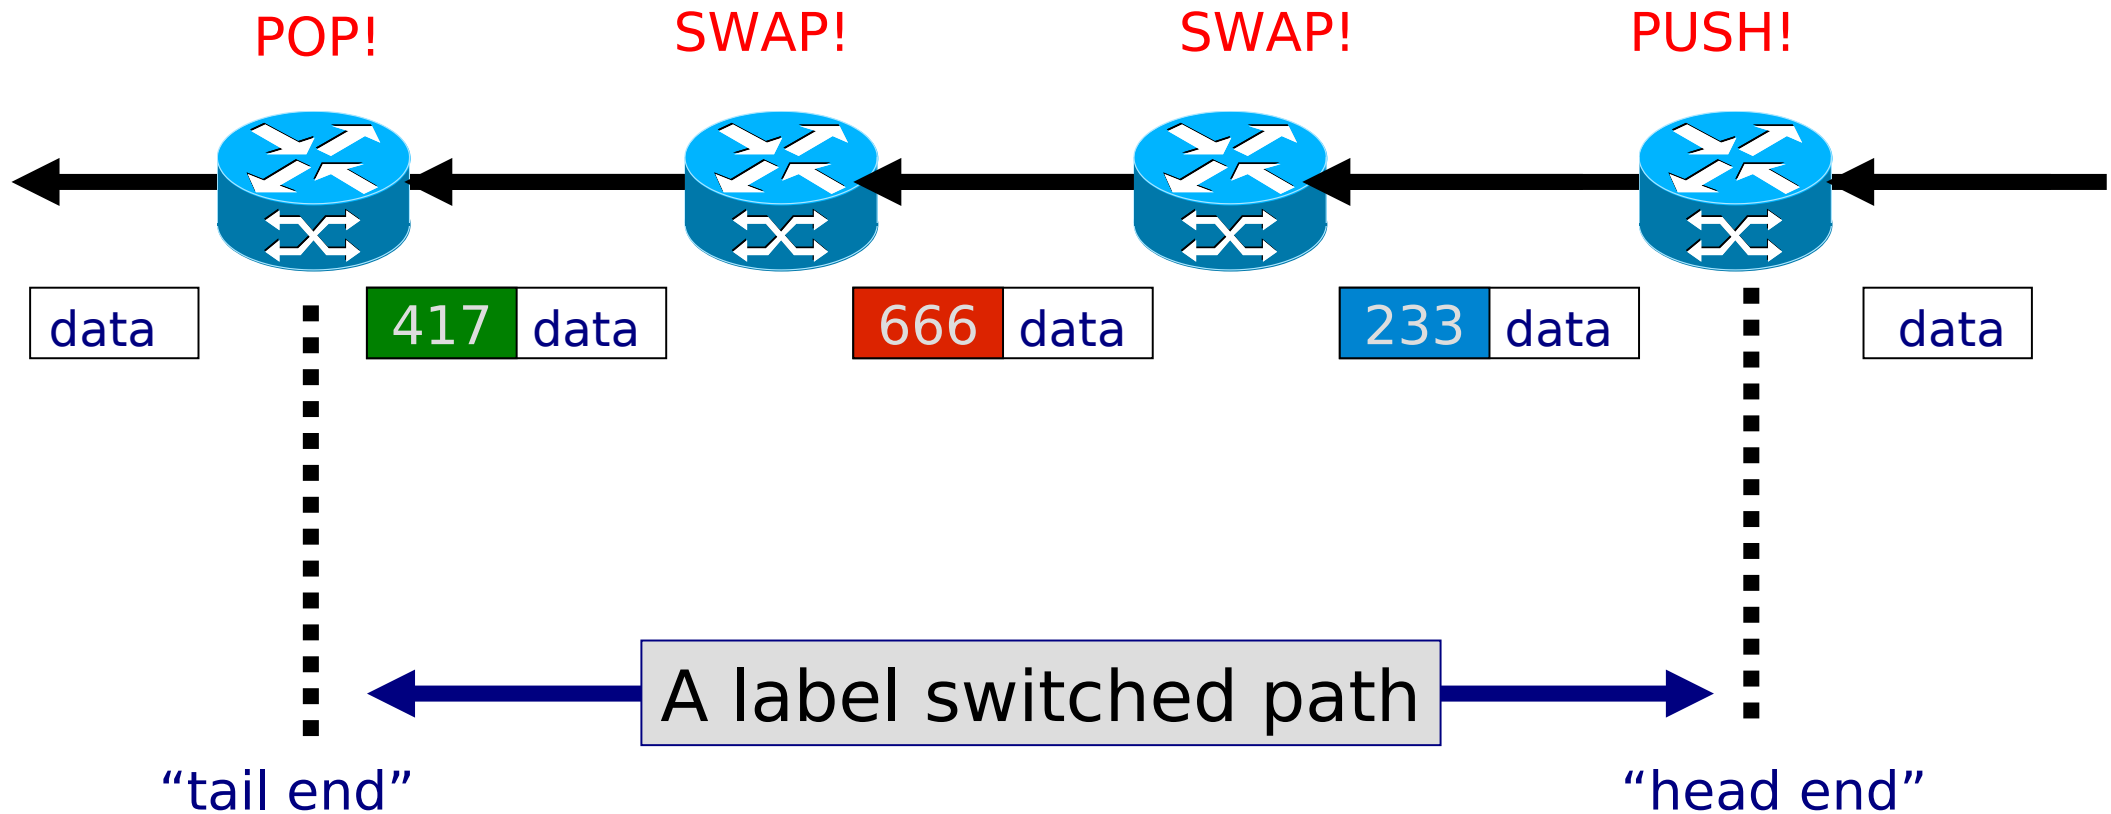 POP!
SWAP!
SWAP!
PUSH!
data
417 data
666 data
233 data
data
A label switched path
“tail end”
“head end”